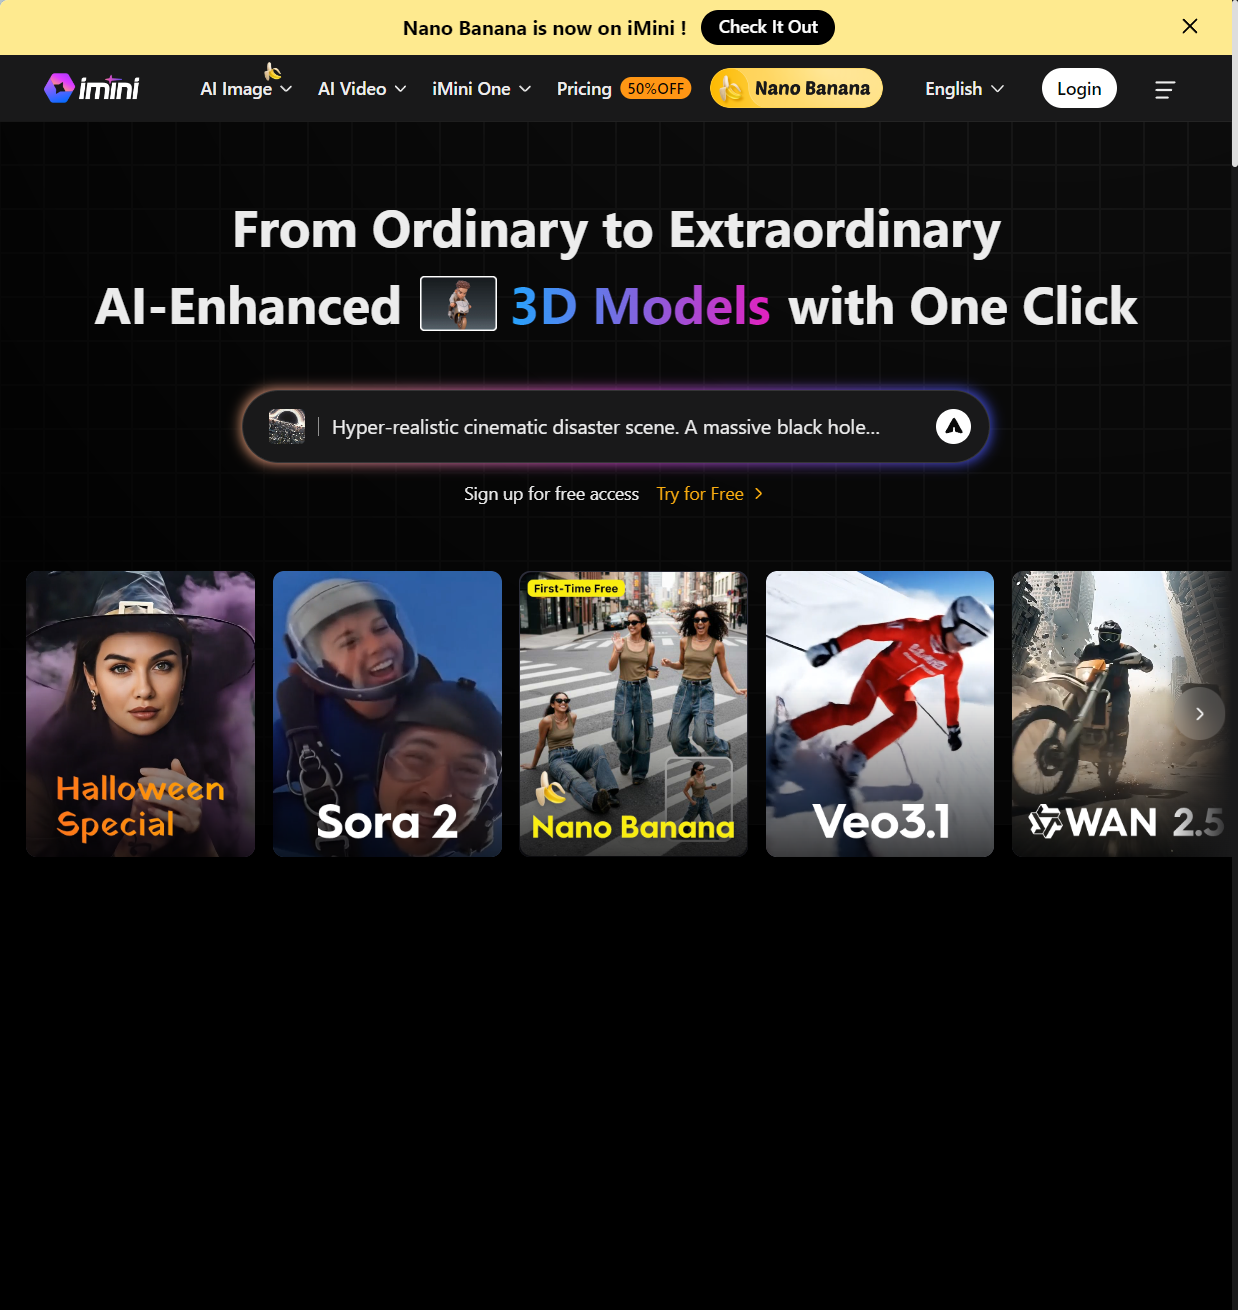 Nano Banana is now on iMini !
Check It Out
imini
AI Image
AI Video
iMini One
Pricing
50%OFF
Nano Banana
English
Login
From Ordinary to Extraordinary
AI-Enhanced 3D Models with One Click
Hyper-realistic cinematic disaster scene. A massive black hole...
Sign up for free access
Try for Free
Halloween
Special
Sora 2
First-Time Free
Nano Banana
Veo3.1
WAN 2.5